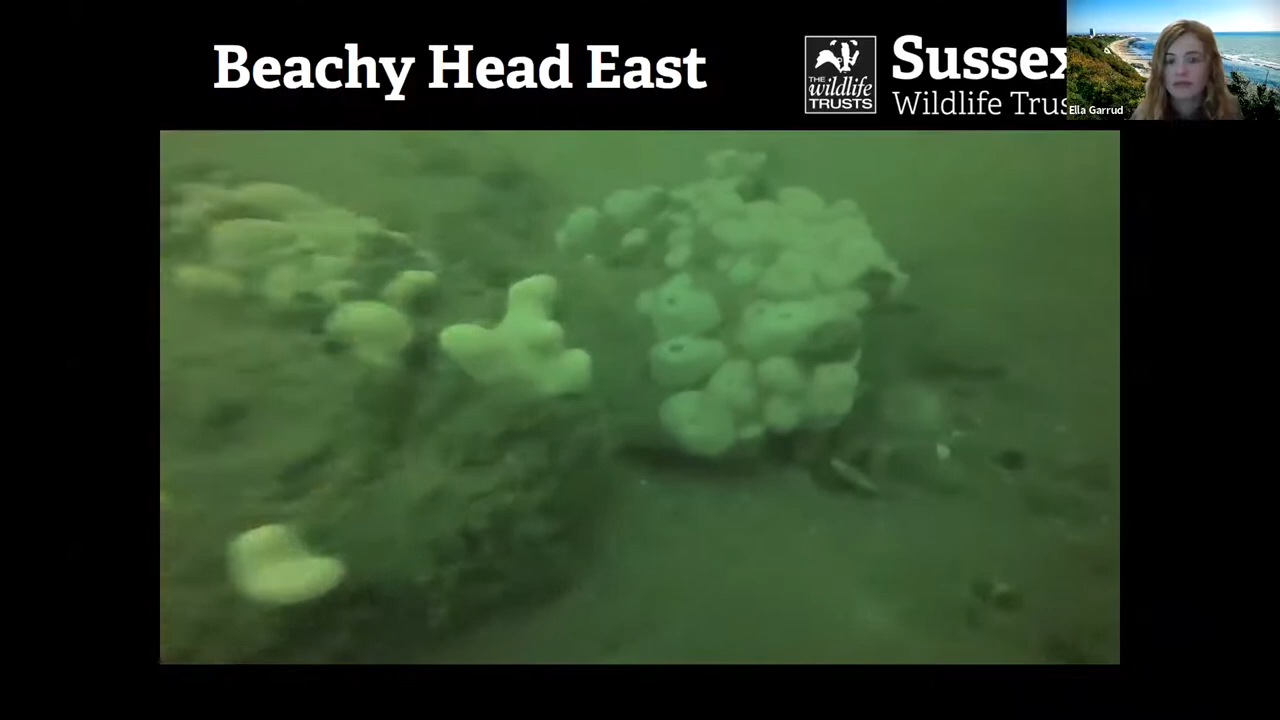 Beachy Head East
THE
wildlife
TRUSTS
Sussex
Wildlife Trus
Ella Garrud